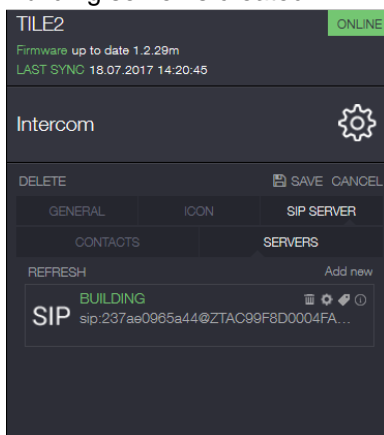 TILE2 ONLINE
Firmware up to date 1.2.29m
LAST SYNC 18.07.2017 14:20:45
Intercom
DELETE SAVE CANCEL
GENERAL ICON SIP SERVER
CONTACTS SERVERS
REFRESH Add new
SIP BUILDING
sip:237ae0965a44@ZTAC99F8D0004FA...